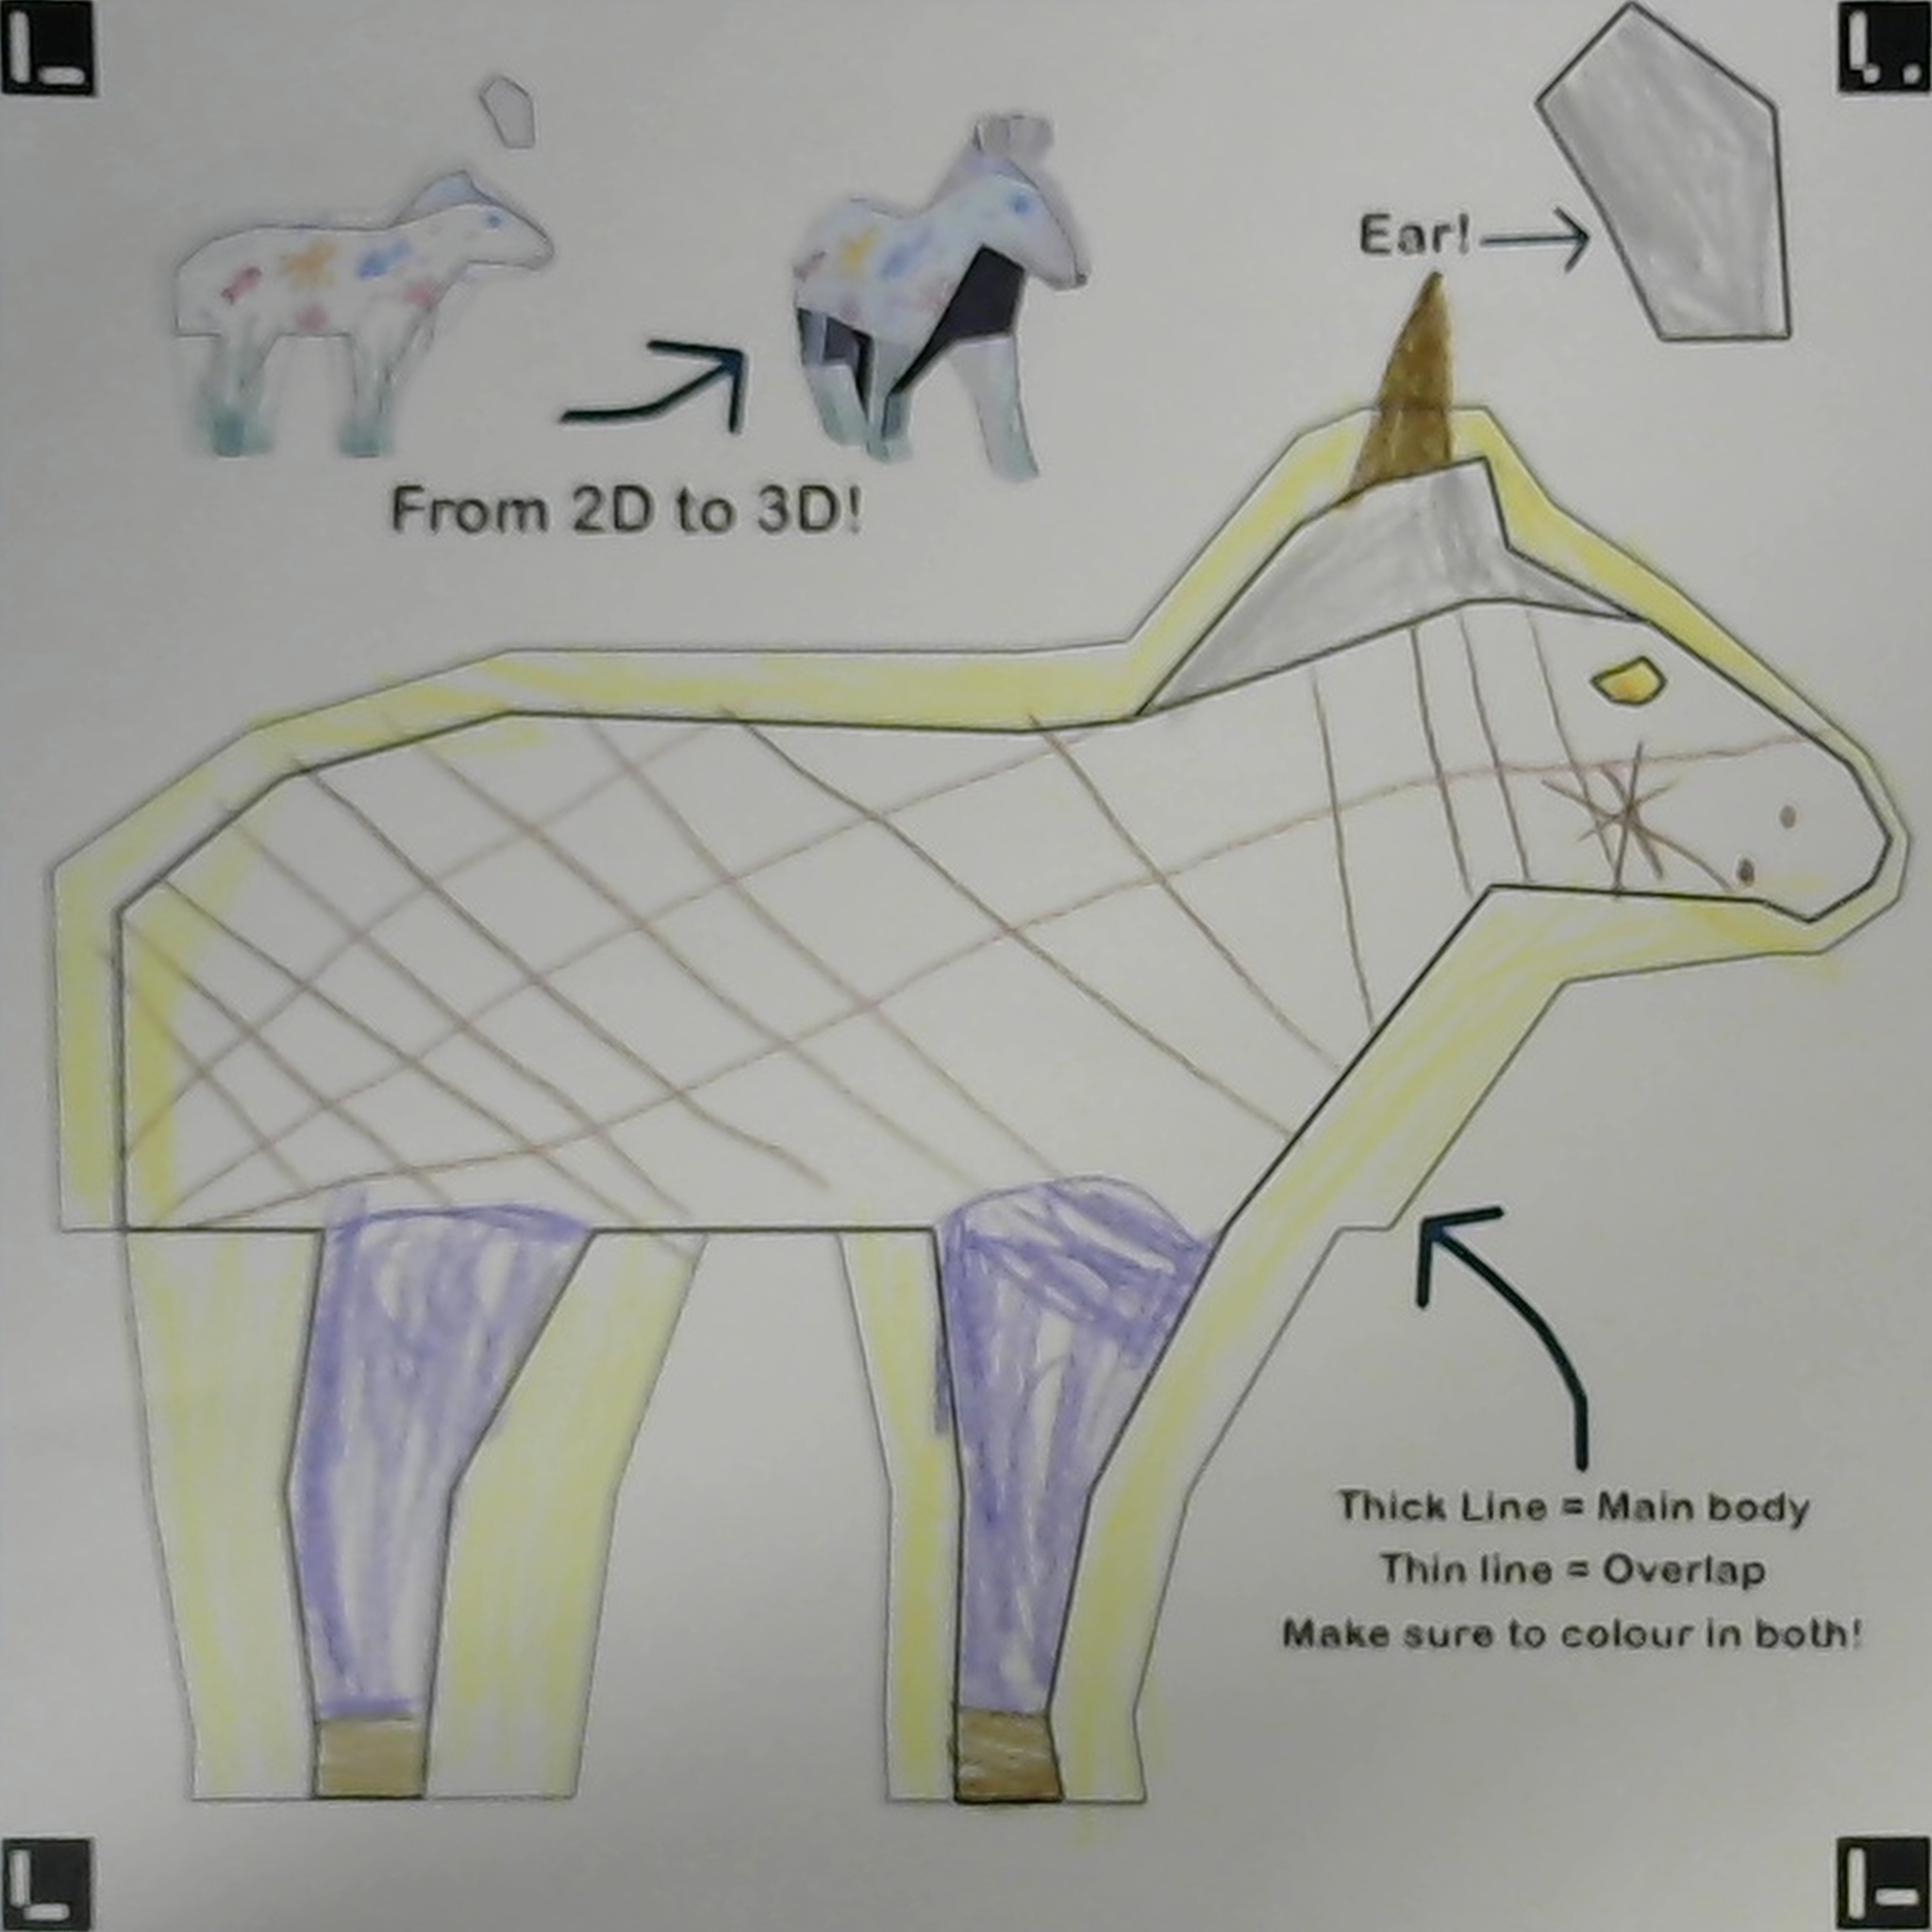 Ear!
From 2D to 3D!
Thick Line = Main body
Thin line = Overlap
Make sure to colour in both!